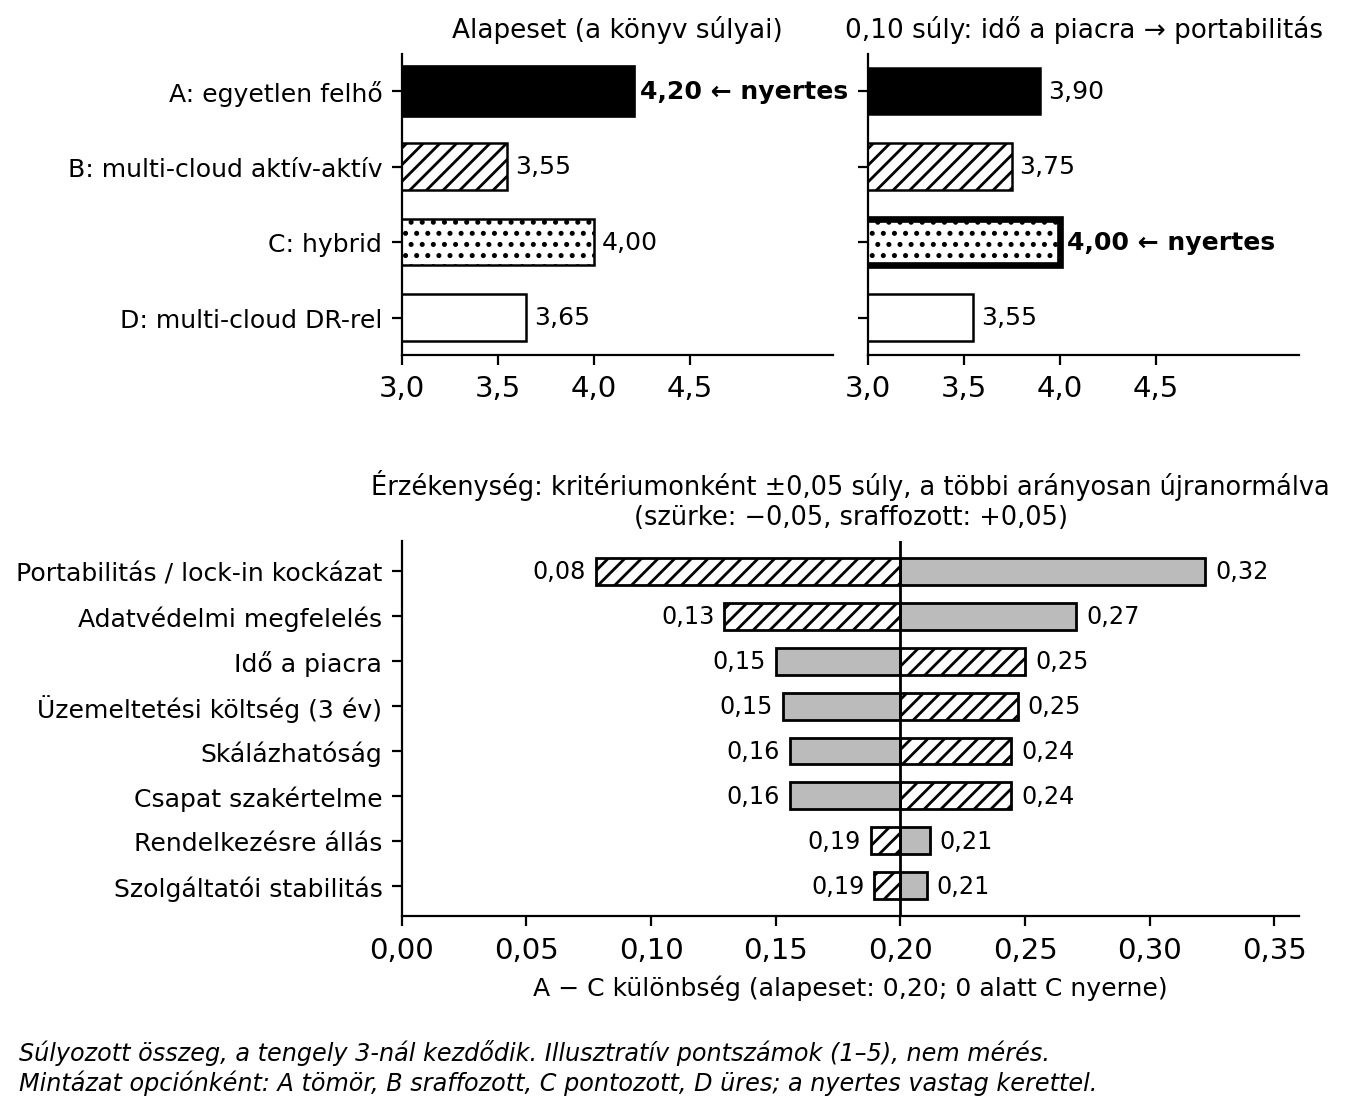 Alapeset (a könyv súlyai)
A: egyetlen felhő
4,20 ← nyertes
B: multi-cloud aktív-aktív
3,55
C: hybrid
4,00
D: multi-cloud DR-rel
3,65
3,0 3,5 4,0 4,5
0,10 súly: idő a piacra → portabilitás
3,90
3,75
4,00 ← nyertes
3,55
3,0 3,5 4,0 4,5
Érzékenység: kritériumonként ±0,05 súly, a többi arányosan újranormálva
(szürke: −0,05, sraffozott: +0,05)
Portabilitás / lock-in kockázat 0,08 0,32
Adatvédelmi megfelelés 0,13 0,27
Idő a piacra 0,15 0,25
Üzemeltetési költség (3 év) 0,15 0,25
Skálázhatóság 0,16 0,24
Csapat szakértelme 0,16 0,24
Rendelkezésre állás 0,19 0,21
Szolgáltatói stabilitás 0,19 0,21
0,00 0,05 0,10 0,15 0,20 0,25 0,30 0,35
A − C különbség (alapeset: 0,20; 0 alatt C nyerne)
Súlyozott összeg, a tengely 3-nál kezdődik. Illusztratív pontszámok (1–5), nem mérés.
Mintázat opciónként: A tömör, B sraffozott, C pontozott, D üres; a nyertes vastag kerettel.